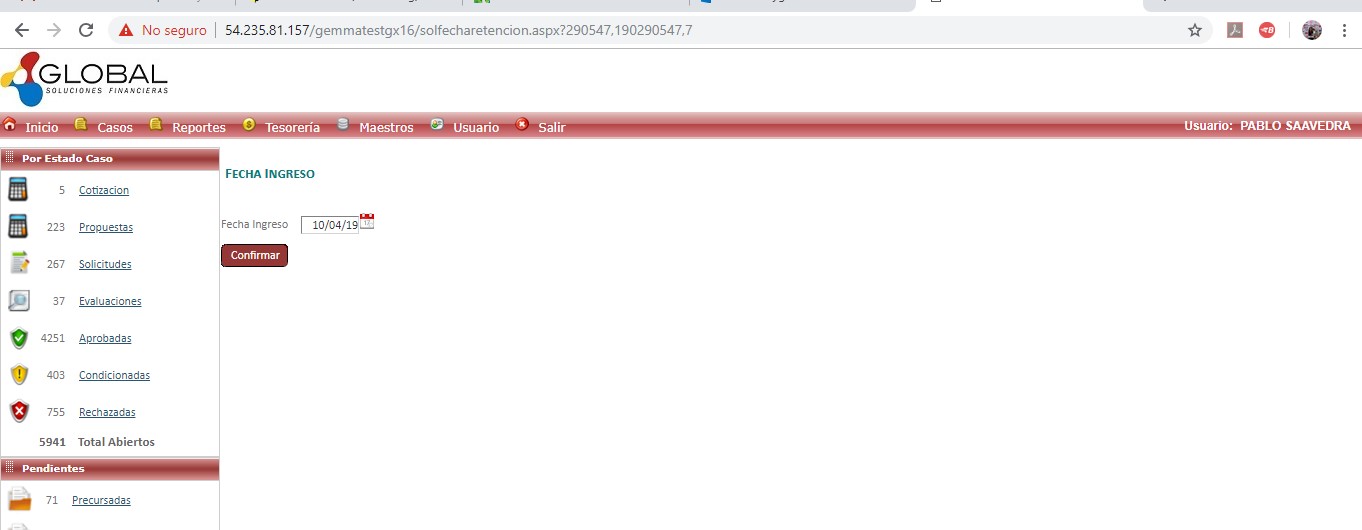 No seguro
54.235.81.157/gemmatestgx16/solfecharetencion.aspx?290547,190290547,7
GLOBAL
SOLUCIONES FINANCIERAS
Inicio Casos Reportes Tesorería Maestros Usuario Salir Usuario: PABLO SAAVEDRA
Por Estado Caso
5 Cotizacion
223 Propuestas
267 Solicitudes
37 Evaluaciones
4251 Aprobadas
403 Condicionadas
755 Rechazadas
5941 Total Abiertos
Pendientes
71 Precursadas
FECHA INGRESO
Fecha Ingreso 10/04/19
Confirmar